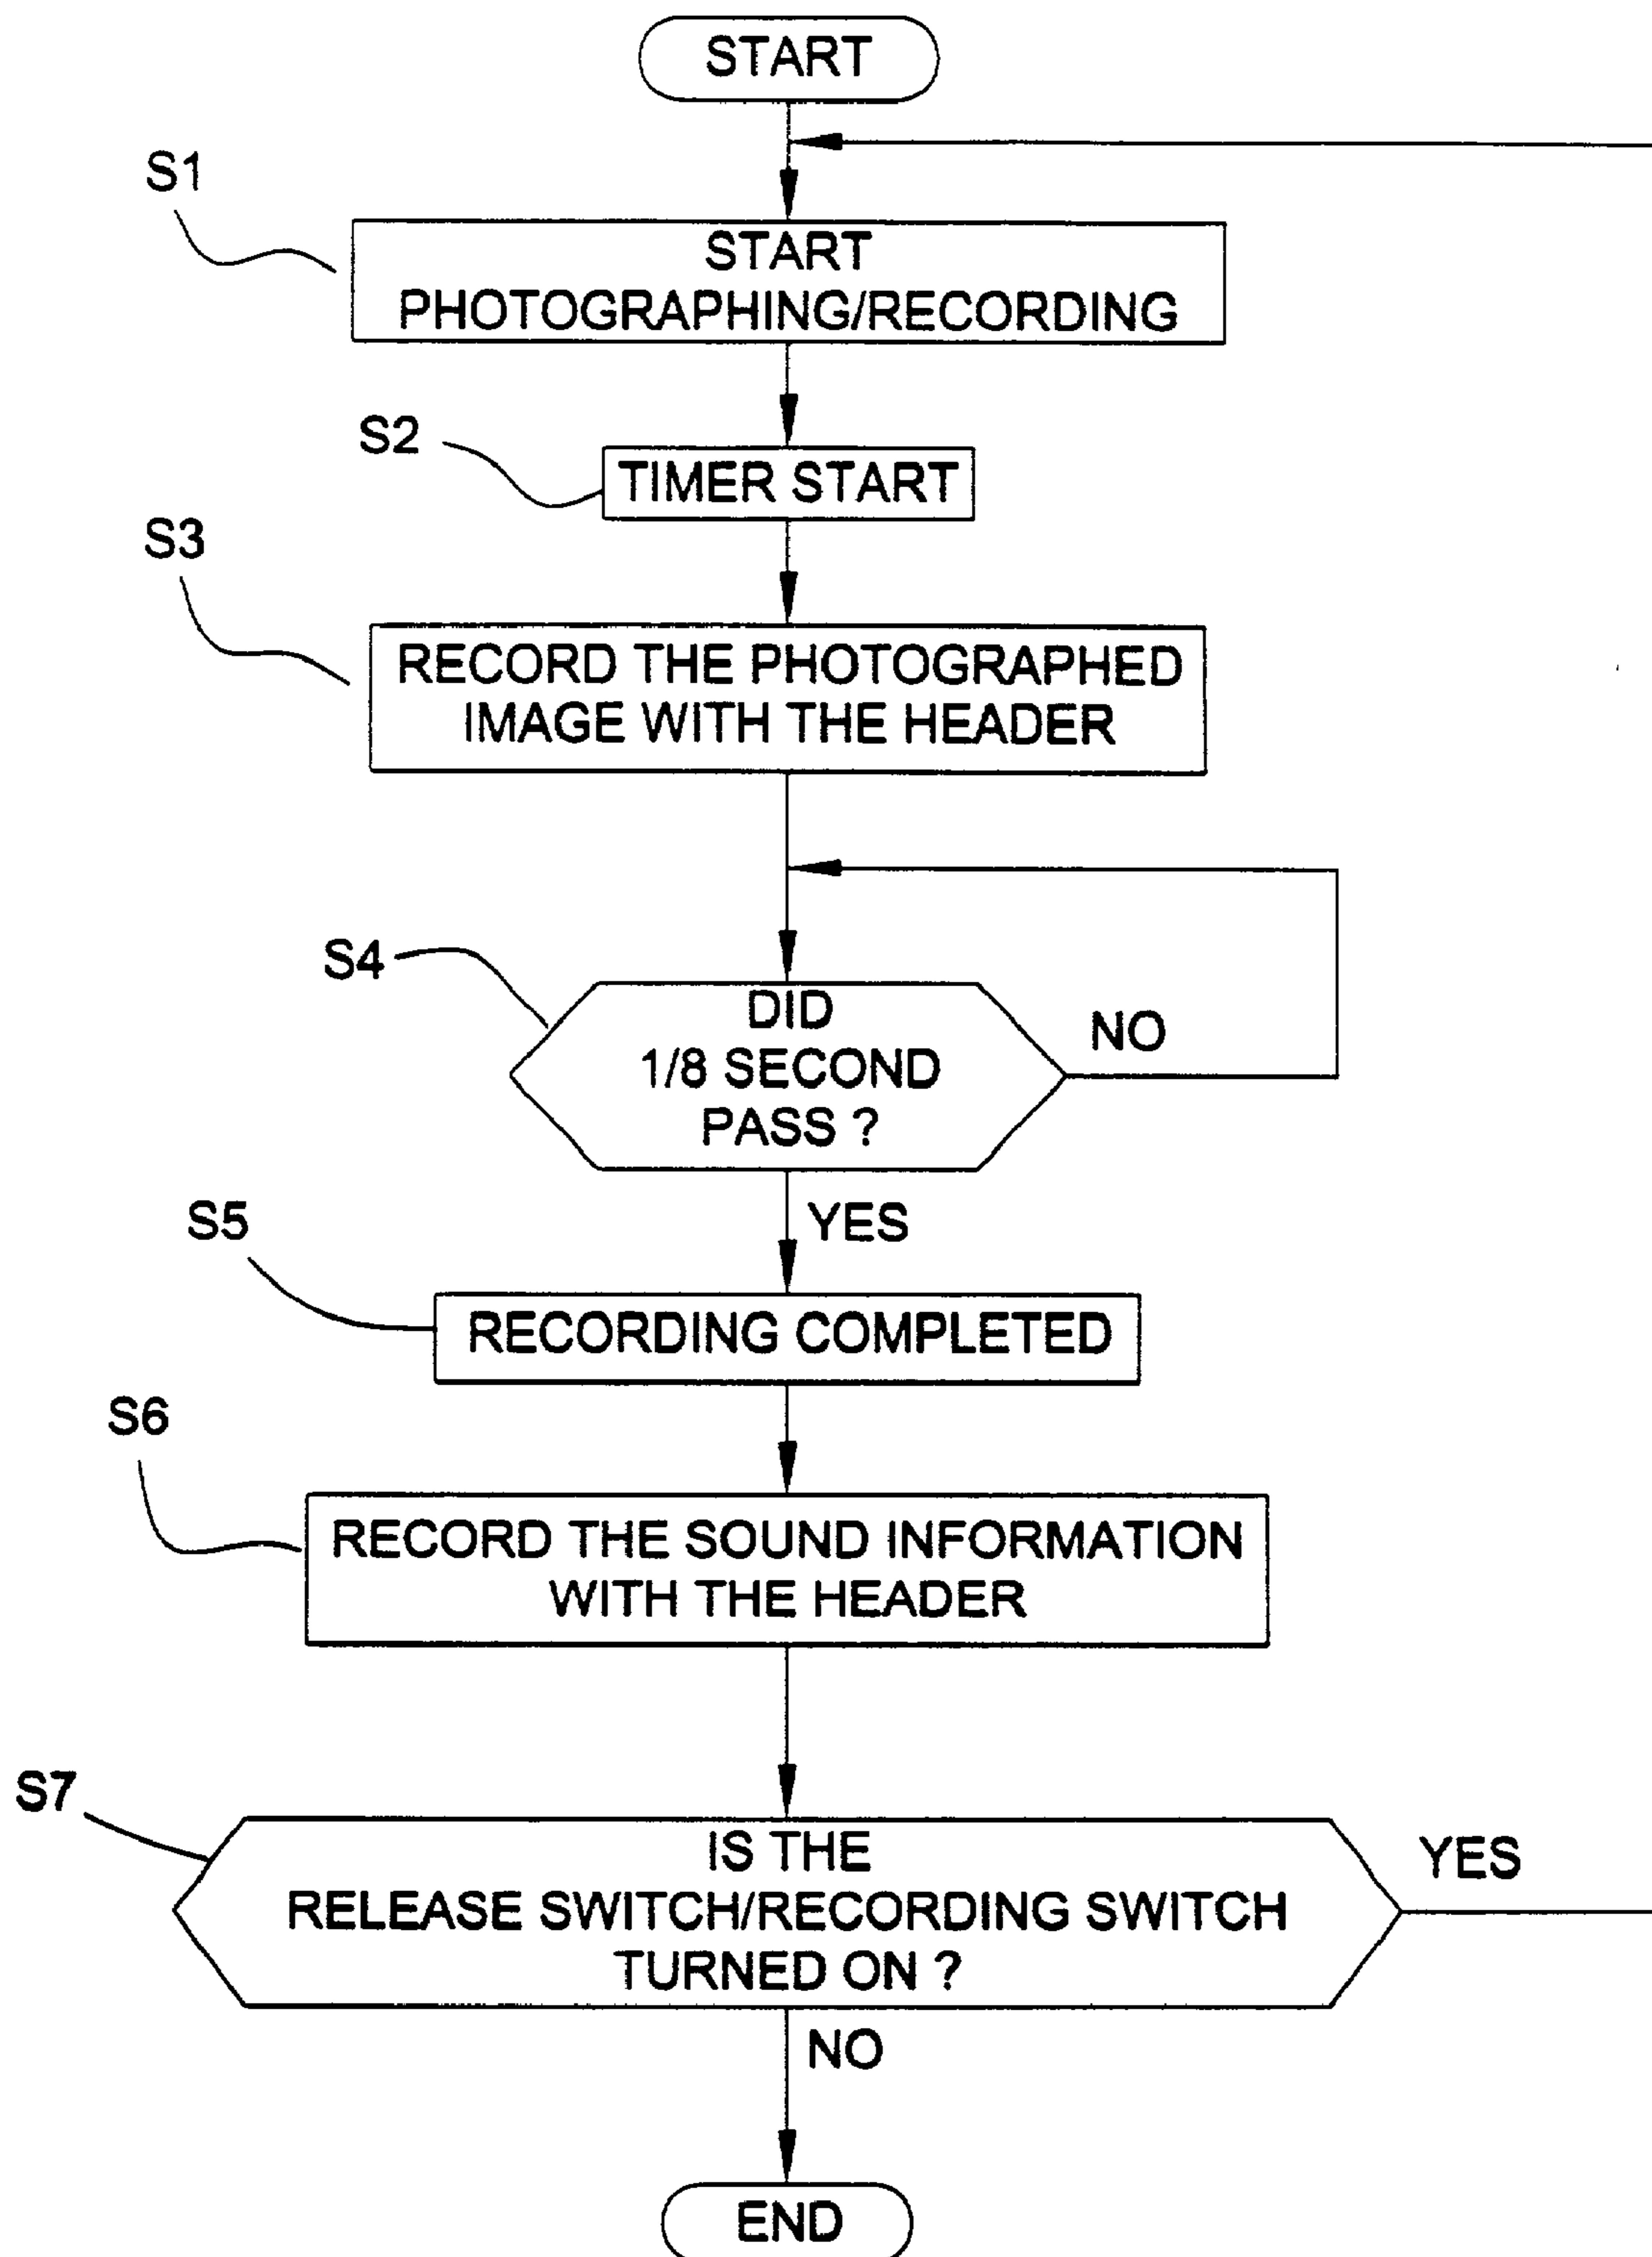 START
S1
START
PHOTOGRAPHING/RECORDING
S2
TIMER START
S3
RECORD THE PHOTOGRAPHED
IMAGE WITH THE HEADER
S4
DID
1/8 SECOND
PASS ?
NO
YES
S5
RECORDING COMPLETED
S6
RECORD THE SOUND INFORMATION
WITH THE HEADER
S7
IS THE
RELEASE SWITCH/RECORDING SWITCH
TURNED ON ?
YES
NO
END